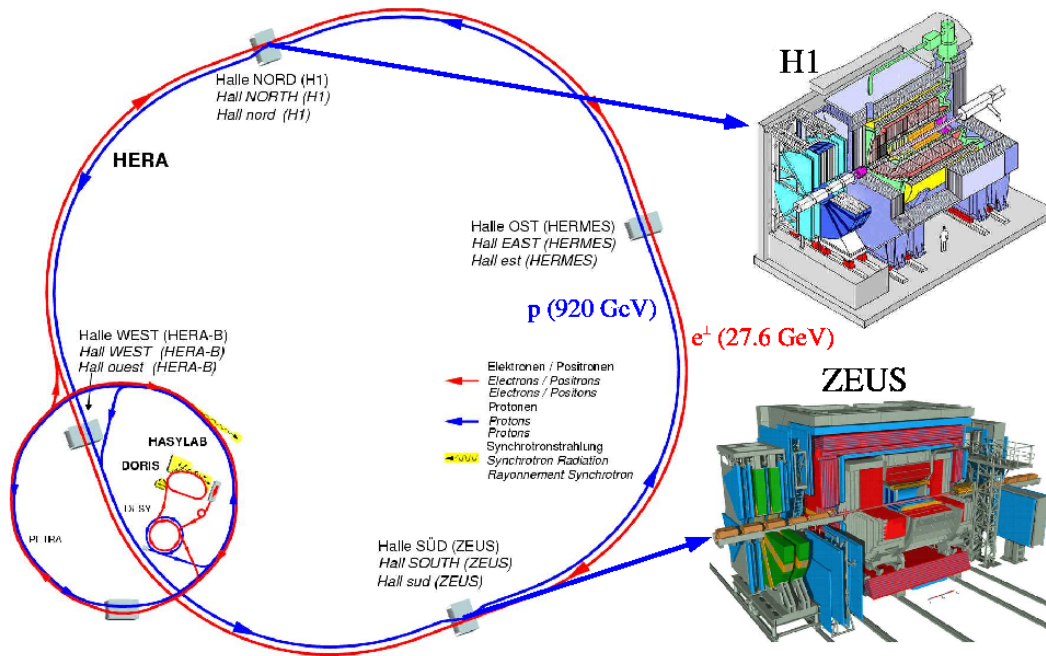 H1
Halle NORD (H1)
Hall NORTH (H1)
Hall nord (H1)
HERA
Halle OST (HERMES)
Hall EAST (HERMES)
Hall est (HERMES)
p (920 GeV)
e± (27.6 GeV)
Halle WEST (HERA-B)
Hall WEST (HERA-B)
Hall ouest (HERA-B)
Elektronen / Positronen
Electrons / Positrons
Electrons / Positons
Protonen
Protons
Protons
Synchrotronstrahlung
Synchrotron Radiation
Rayonnement Synchrotron
ZEUS
HASYLAB
DORIS
DESY
PETRA
Halle SÜD (ZEUS)
Hall SOUTH (ZEUS)
Hall sud (ZEUS)